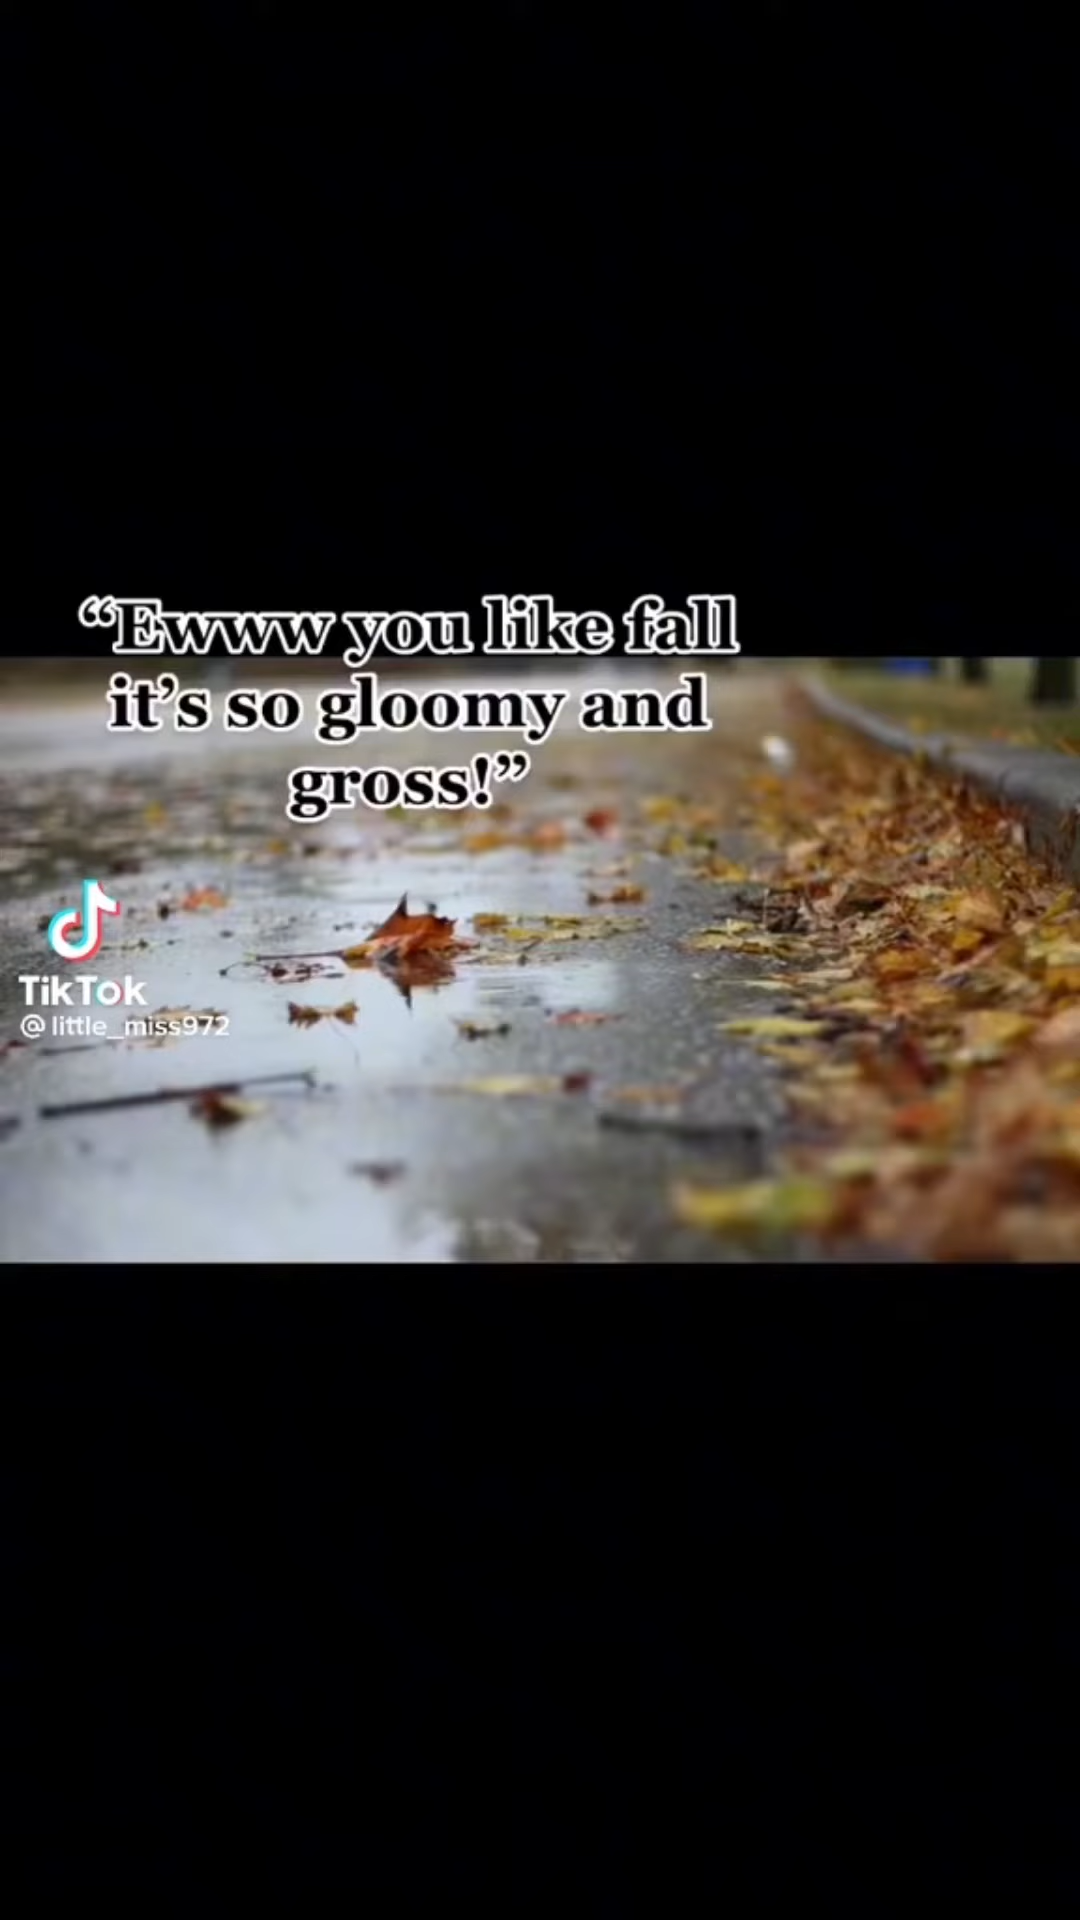 “Ewww you like fall
it’s so gloomy and
gross!”
TikTok
@little_miss972